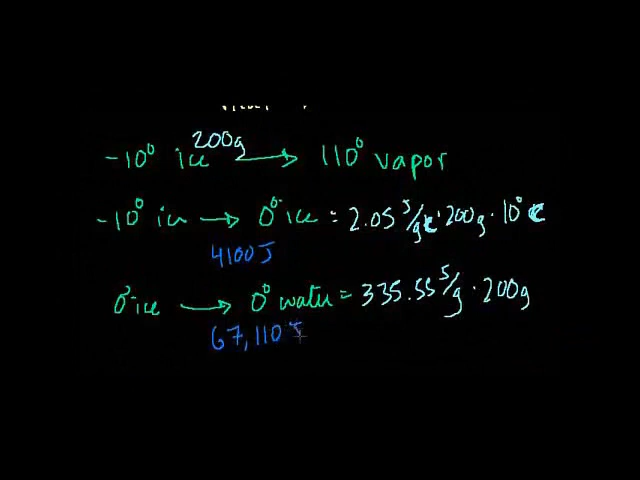 200g
-10° ice → 110° vapor
-10° ice → 0° ice = 2.05 J/gC · 200g · 10° C
4100 J
0° ice → 0° water = 335.55 J/g · 200g
67,110 J